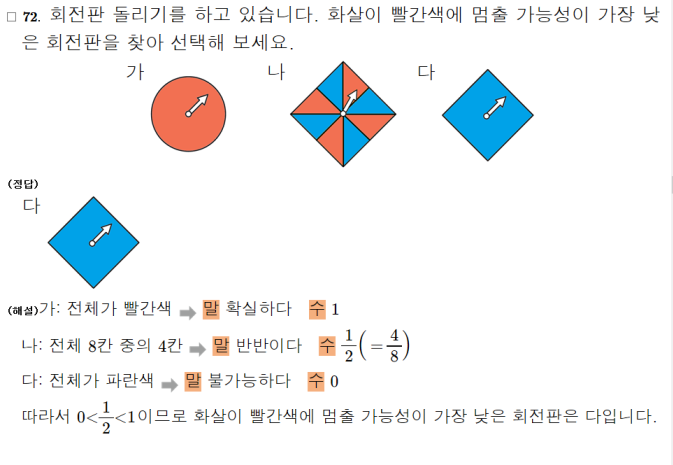 □ 72. 회전판 돌리기를 하고 있습니다. 화살이 빨간색에 멈출 가능성이 가장 낮
은 회전판을 찾아 선택해 보세요.
가 나 다
(정답)
다
(해설)가: 전체가 빨간색 ➡ 말 확실하다 수 1
나: 전체 8칸 중의 4칸 ➡ 말 반반이다 수 1/2(=4/8)
다: 전체가 파란색 ➡ 말 불가능하다 수 0
따라서 0<1/2<1이므로 화살이 빨간색에 멈출 가능성이 가장 낮은 회전판은 다입니다.